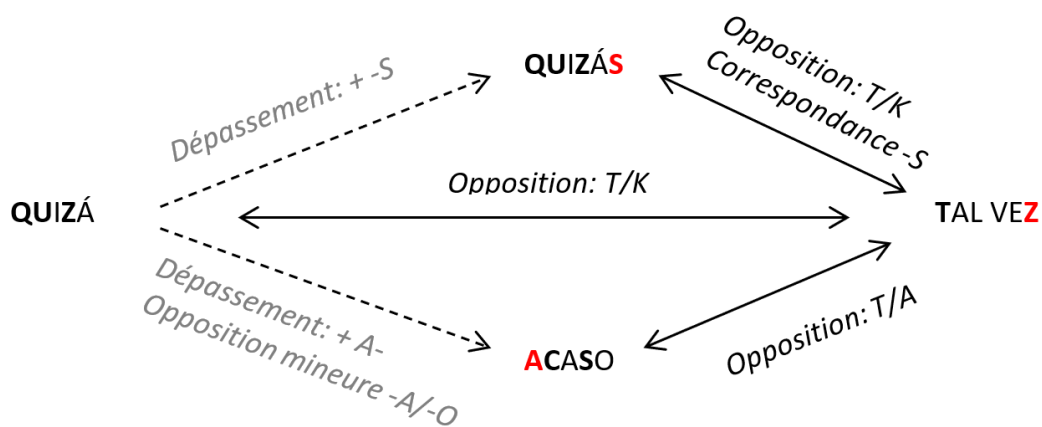 QUIZÁS
Opposition: T/K
Correspondance -S
Dépassement: + -S
Opposition: T/K
QUIZÁ
TAL VEZ
Dépassement: + A-
Opposition mineure -A/-O
Opposition: T/A
ACASO